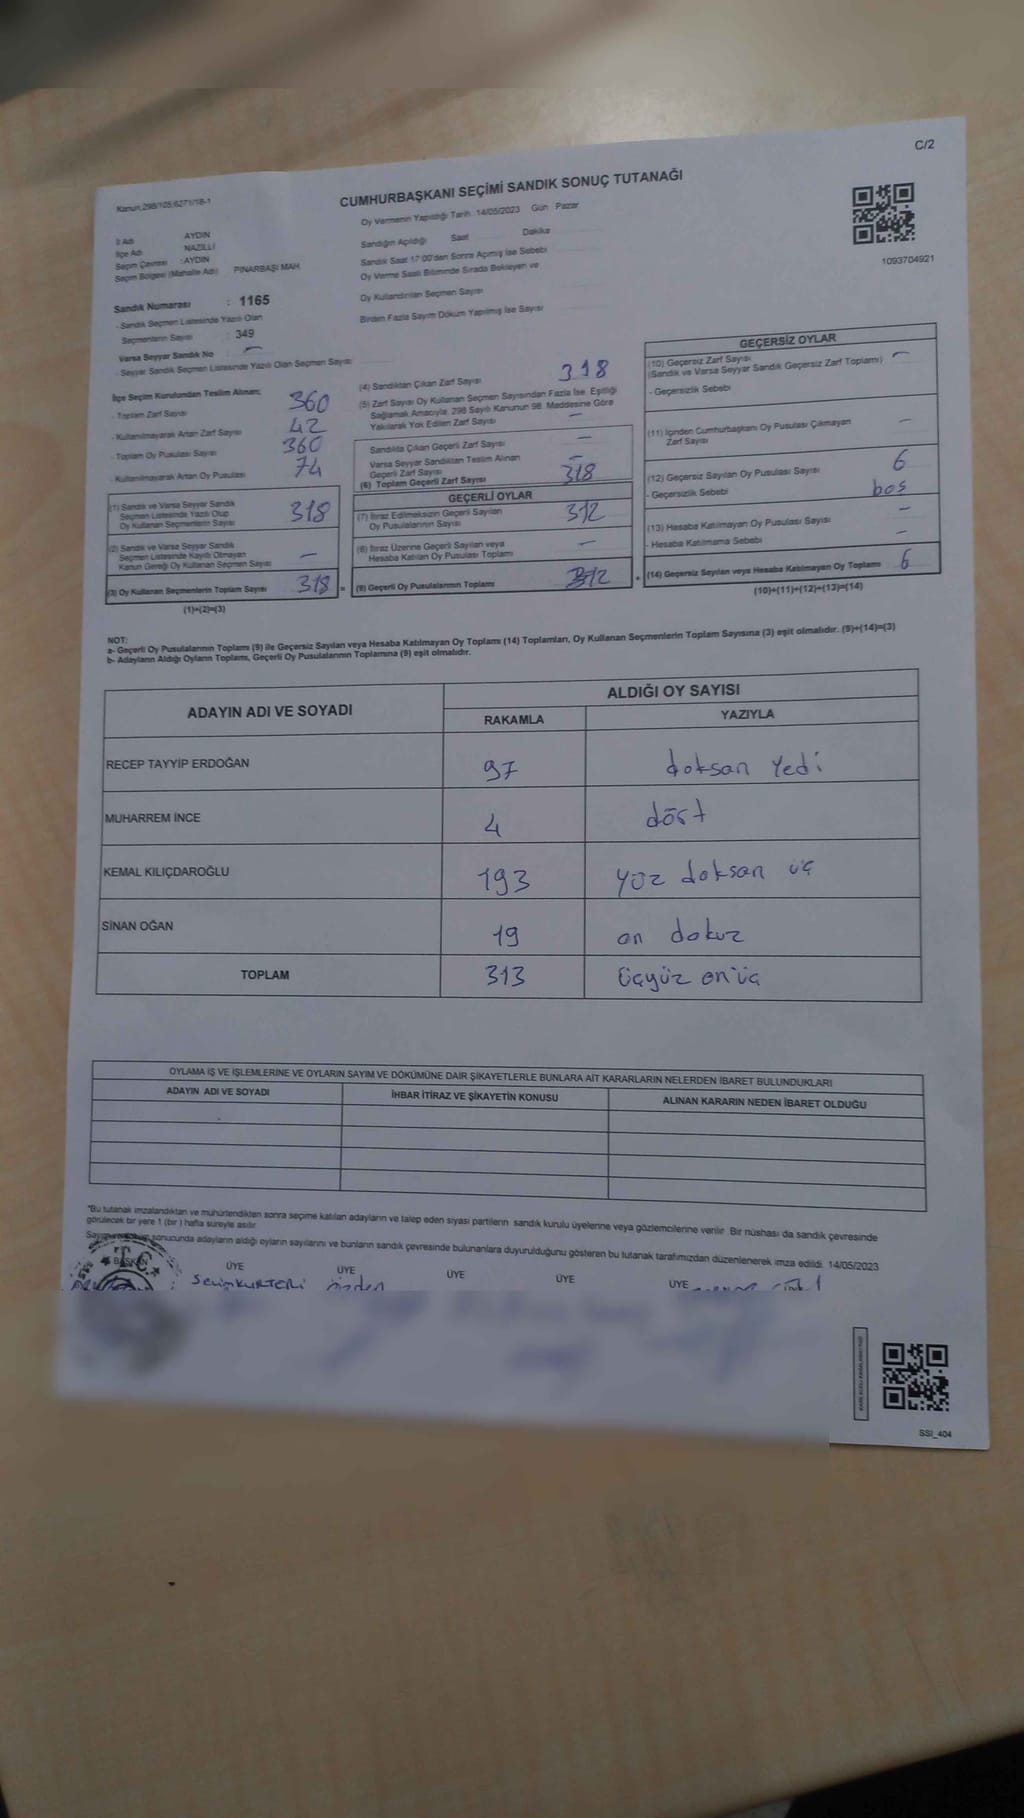 C/2
Kanun.298/105;6271/18-1
CUMHURBAŞKANI SEÇİMİ SANDIK SONUÇ TUTANAĞI
İl Adı AYDIN
İlçe Adı NAZİLLİ
Seçim Çevresi :AYDIN
Seçim Bölgesi (Mahalle Adı) PINARBAŞI MAH.
Oy Vermenin Yapıldığı Tarih. 14/05/2023 Gün Pazar
Sandığın Açıldığı Saat Dakika
Sandık Saat 17:00'den Sonra Açımış İse Sebebi
Oy Verme Saati Bitiminde Sırada Bekleyen ve
Oy Kullandırılan Seçmen Sayısı
Birden Fazla Sayım Döküm Yapılmış İse Sayısı
1093704921
Sandık Numarası : 1165
- Sandık Seçmen Listesinde Yazılı Olan
Seçmenlerin Sayısı : 349
Varsa Seyyar Sandık No : –
- Seyyar Sandık Seçmen Listesinde Yazılı Olan Seçmen Sayısı
İlçe Seçim Kurulundan Teslim Alınan;
- Toplam Zarf Sayısı 360
- Kullanılmayarak Artan Zarf Sayısı 42
- Toplam Oy Pusulası Sayısı 360
- Kullanılmayarak Artan Oy Pusulası 74
(1) Sandık ve Varsa Seyyar Sandık
Seçmen Listesinde Yazılı Olup
Oy Kullanan Seçmenlerin Sayısı 318
(2) Sandık ve Varsa Seyyar Sandık
Seçmen Listesinde Kayıtlı Olmayan
Kanun Gereği Oy Kullanan Seçmen Sayısı –
(3) Oy Kullanan Seçmenlerin Toplam Sayısı 318 =
(1)+(2)=(3)
(4) Sandıktan Çıkan Zarf Sayısı 318
(5) Zarf Sayısı Oy Kullanan Seçmen Sayısından Fazla İse, Eşitliği
Sağlamak Amacıyla, 298 Sayılı Kanunun 98. Maddesine Göre
Yakılarak Yok Edilen Zarf Sayısı –
Sandıkta Çıkan Geçerli Zarf Sayısı –
Varsa Seyyar Sandıktan Teslim Alınan
Geçerli Zarf Sayısı –
(6) Toplam Geçerli Zarf Sayısı 318
GEÇERLİ OYLAR
(7) İtiraz Edilmeksizin Geçerli Sayılan
Oy Pusulalarının Sayısı 312
(8) İtiraz Üzerine Geçerli Sayılan veya
Hesaba Katılan Oy Pusulası Toplamı –
(9) Geçerli Oy Pusulalarının Toplamı 312 +
GEÇERSİZ OYLAR
(10) Geçersiz Zarf Sayısı –
(Sandık ve Varsa Seyyar Sandık Geçersiz Zarf Toplamı)
- Geçersizlik Sebebi
(11) İçinden Cumhurbaşkanı Oy Pusulası Çıkmayan
Zarf Sayısı –
(12) Geçersiz Sayılan Oy Pusulası Sayısı 6
- Geçersizlik Sebebi boş
(13) Hesaba Katılmayan Oy Pusulası Sayısı –
- Hesaba Katılmama Sebebi –
(14) Geçersiz Sayılan veya Hesaba Katılmayan Oy Toplamı 6
(10)+(11)+(12)+(13)=(14)
NOT:
a- Geçerli Oy Pusulalarının Toplamı (9) ile Geçersiz Sayılan veya Hesaba Katılmayan Oy Toplamı (14) Toplamları, Oy Kullanan Seçmenlerin Toplam Sayısına (3) eşit olmalıdır. (9)+(14)=(3)
b- Adayların Aldığı Oyların Toplamı, Geçerli Oy Pusulalarının Toplamına (9) eşit olmalıdır.
ADAYIN ADI VE SOYADI
ALDIĞI OY SAYISI
RAKAMLA YAZIYLA
RECEP TAYYİP ERDOĞAN 97 doksan yedi
MUHARREM İNCE 4 dört
KEMAL KILIÇDAROĞLU 193 yüz doksan üç
SİNAN OĞAN 19 on dokuz
TOPLAM 313 üçyüz on üç
OYLAMA İŞ VE İŞLEMLERİNE VE OYLARIN SAYIM VE DÖKÜMÜNE DAİR ŞİKAYETLERLE BUNLARA AİT KARARLARIN NELERDEN İBARET BULUNDUKLARI
ADAYIN ADI VE SOYADI İHBAR İTİRAZ VE ŞİKAYETİN KONUSU ALINAN KARARIN NEDEN İBARET OLDUĞU
*Bu tutanak imzalandıktan ve mühürlendikten sonra seçime katılan adayların ve talep eden siyasi partilerin sandık kurulu üyelerine veya gözlemcilerine verilir. Bir nüshası da sandık çevresinde
görülecek bir yere 1 (bir) hafta süreyle asılır.
sonucunda adayların aldığı oyların sayılarını ve bunların sandık çevresinde bulunanlara duyurulduğunu gösteren bu tutanak tarafımızdan düzenlenerek imza edildi. 14/05/2023
T.C.
BAŞKAN ÜYE ÜYE ÜYE ÜYE ÜYE
Selim KURTERİ Özden
SSI_404